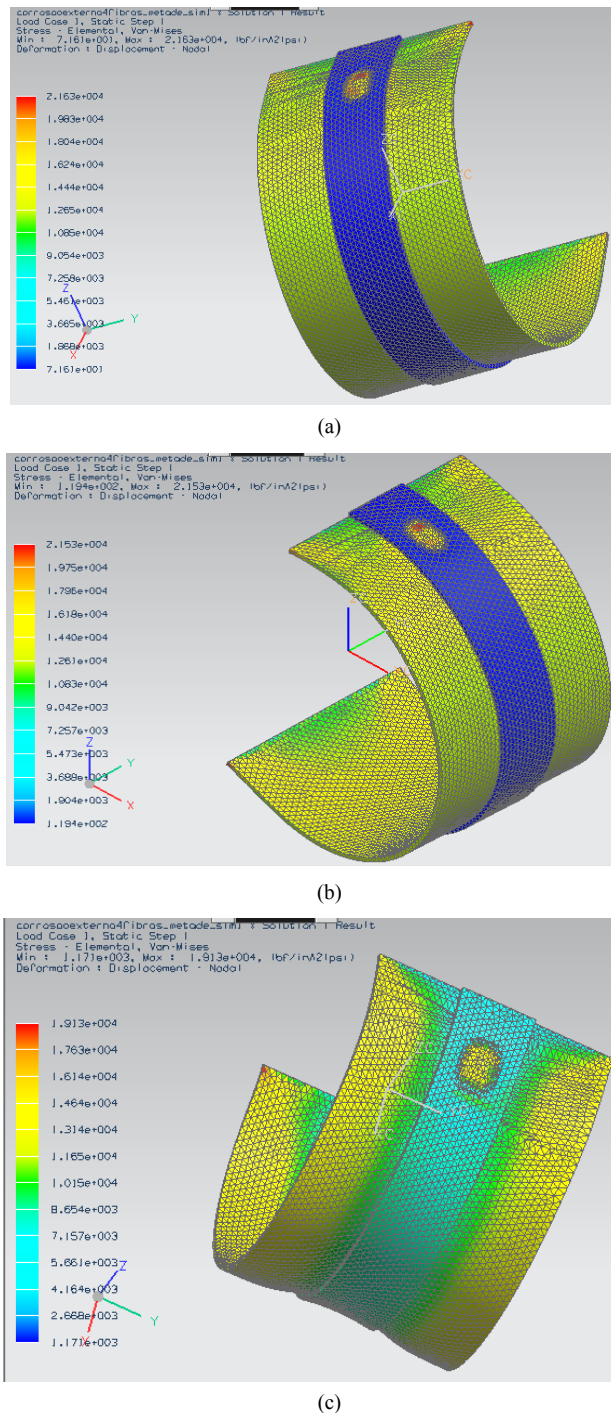 corrosaoexterna4fibras_metade_sim1 : Solution 1 Result
Load Case 1, Static Step 1
Stress - Elemental, Von-Mises
Min : 7.161e+001, Max : 2.163e+004, lbf/in^2(psi)
Deformation : Displacement - Nodal
2.163e+004
1.983e+004
1.804e+004
1.624e+004
1.444e+004
1.265e+004
1.085e+004
9.054e+003
7.258e+003
5.461e+003
3.665e+003
1.868e+003
7.161e+001
Z
Y
X
(a)
corrosaoexterna4fibras_metade_sim1 : Solution 1 Result
Load Case 1, Static Step 1
Stress - Elemental, Von-Mises
Min : 1.194e+002, Max : 2.153e+004, lbf/in^2(psi)
Deformation : Displacement - Nodal
2.153e+004
1.975e+004
1.796e+004
1.618e+004
1.440e+004
1.261e+004
1.083e+004
9.042e+003
7.257e+003
5.473e+003
3.688e+003
1.904e+003
1.194e+002
Z
Y
X
(b)
corrosaoexterna4fibras_metade_sim1 : Solution 1 Result
Load Case 1, Static Step 1
Stress - Elemental, Von-Mises
Min : 1.171e+003, Max : 1.913e+004, lbf/in^2(psi)
Deformation : Displacement - Nodal
1.913e+004
1.763e+004
1.614e+004
1.464e+004
1.314e+004
1.165e+004
1.015e+004
8.654e+003
7.157e+003
5.661e+003
4.164e+003
2.668e+003
1.171e+003
Z
Y
X
(c)